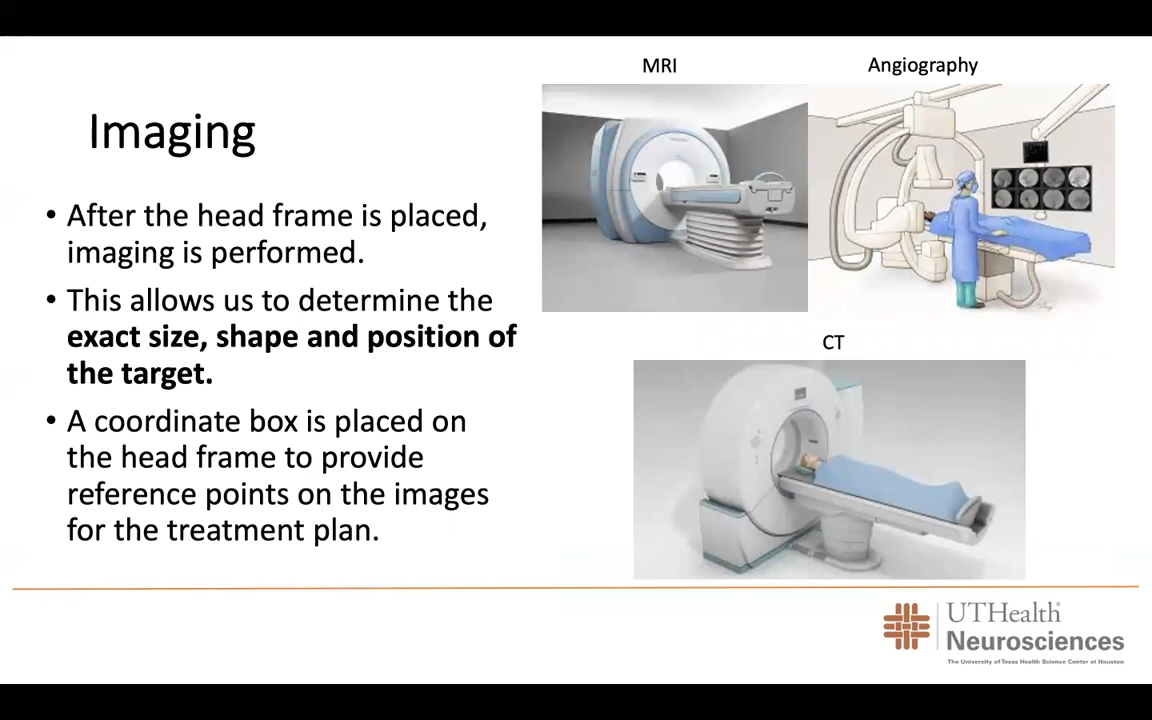 Imaging
• After the head frame is placed,
imaging is performed.
• This allows us to determine the
exact size, shape and position of
the target.
• A coordinate box is placed on
the head frame to provide
reference points on the images
for the treatment plan.
MRI
Angiography
CT
UTHealth
Neurosciences
The University of Texas Health Science Center at Houston